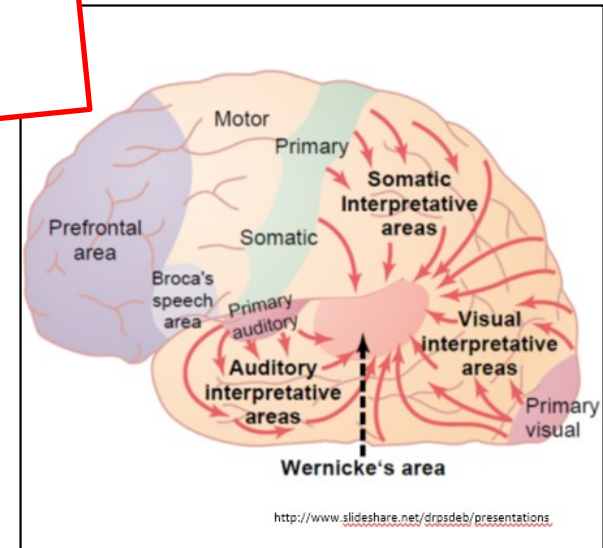 Motor
Primary
Somatic
Interpretative
areas
Prefrontal
area
Somatic
Broca's
speech
area
Primary
auditory
Visual
interpretative
areas
Auditory
interpretative
areas
Primary
visual
Wernicke's area
http://www.slideshare.net/drpsdeb/presentations